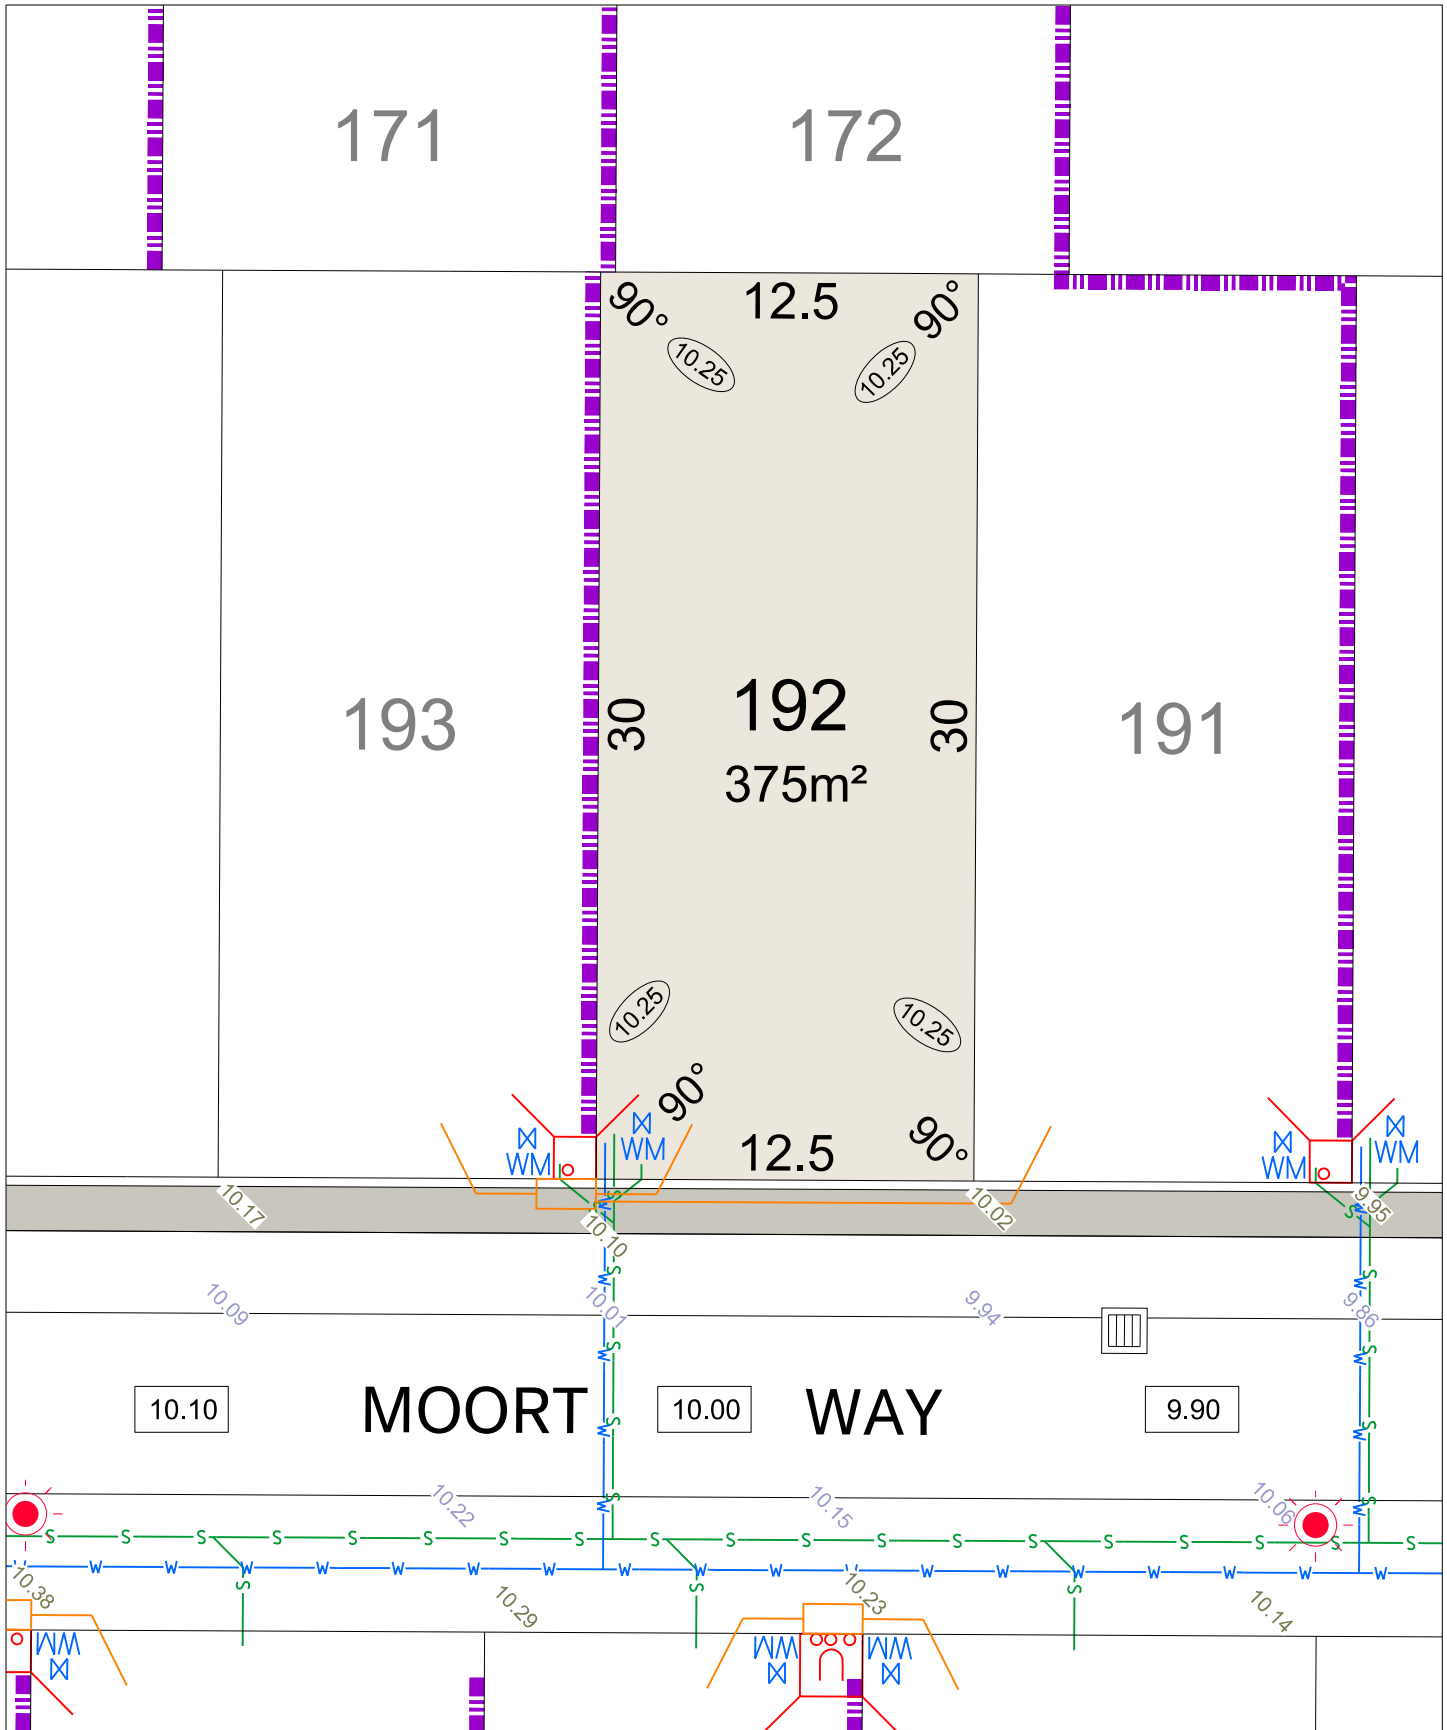 171
172
90°
12.5
90°
10.25
10.25
193
30
192
30
191
375m²
10.25
10.25
90°
12.5
90°
WM
WM
WM
WM
10.17
10.10
10.02
9.95
S
W
S
W
10.09
10.01
9.94
9.86
W
S
W
S
W
S
W
S
10.10
MOORT
10.00
WAY
9.90
W
S
W
S
10.22
10.15
10.06
W
S
W
S
S S S S S S S S S S S S S S S S S S S
W W W W W W W W W W W W W W W W W W
S
S
S
10.38
10.29
10.23
10.14
WM
WM
WM